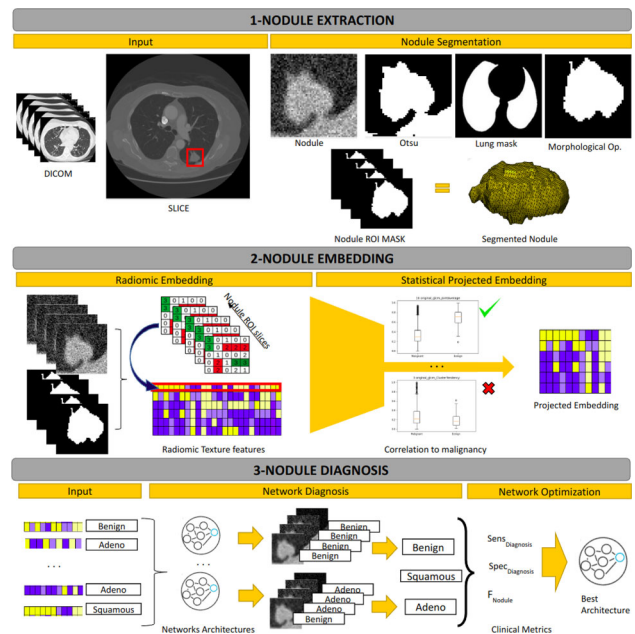 1-NODULE EXTRACTION
Input
Nodule Segmentation
Nodule
Otsu
Lung mask
Morphological Op.
DICOM
SLICE
Nodule ROI MASK
=
Segmented Nodule
2-NODULE EMBEDDING
Radiomic Embedding
Statistical Projected Embedding
Nodule ROI slices
...
Radiomic Texture features
Correlation to malignancy
Projected Embedding
3-NODULE DIAGNOSIS
Input
Network Diagnosis
Network Optimization
Benign
Adeno
...
Adeno
Squamous
...
Networks Architectures
Benign
Benign
Benign
Benign
Adeno
Adeno
Adeno
Benign
Benign
Squamous
Adeno
Sens Diagnosis
Spec Diagnosis
F Nodule
Clinical Metrics
Best
Architecture